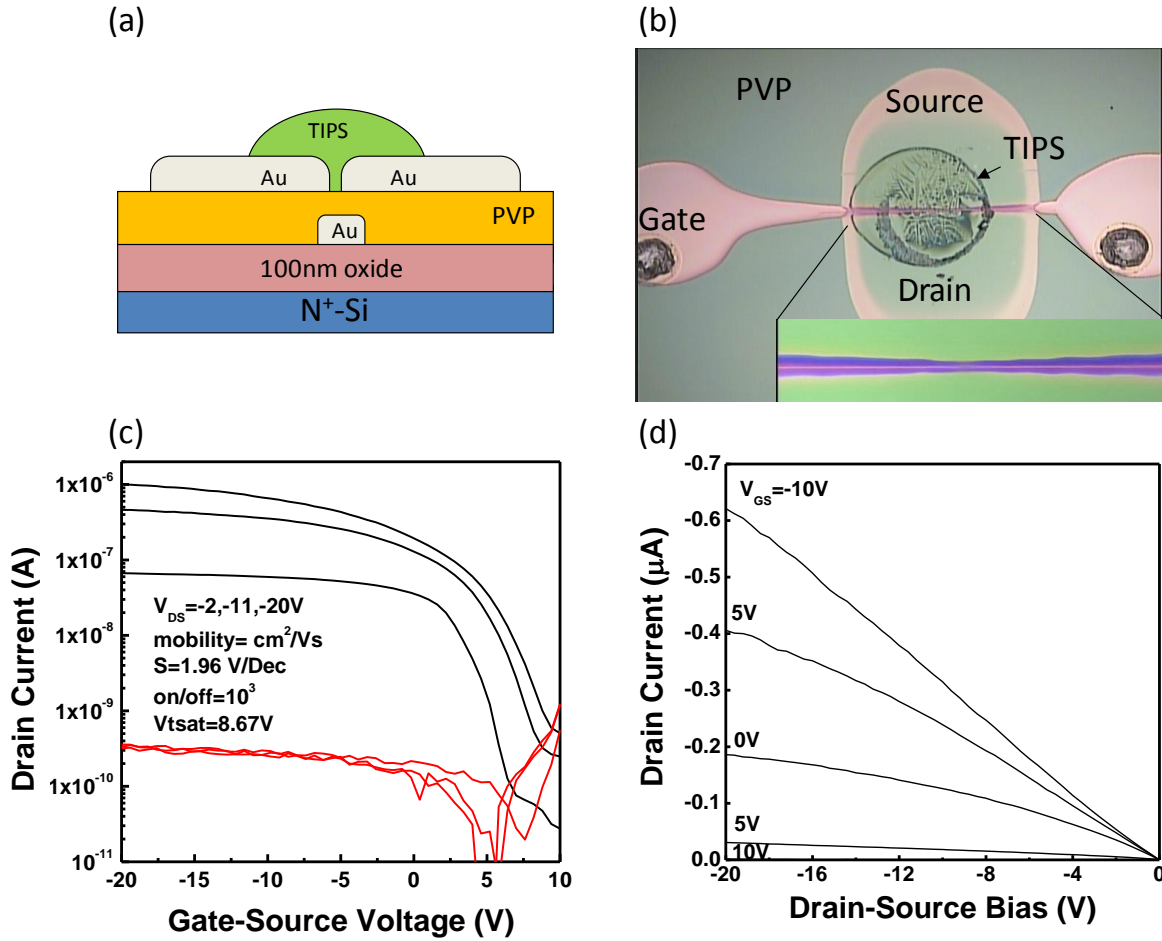 (a)
TIPS
Au
Au
PVP
Au
100nm oxide
N⁺-Si
(b)
PVP
Source
TIPS
Gate
Drain
(c)
Drain Current (A)
1x10⁻⁶
1x10⁻⁷
1x10⁻⁸
1x10⁻⁹
1x10⁻¹⁰
10⁻¹¹
V_DS=-2,-11,-20V
mobility= cm²/Vs
S=1.96 V/Dec
on/off=10³
Vtsat=8.67V
-20 -15 -10 -5 0 5 10
Gate-Source Voltage (V)
(d)
Drain Current (μA)
-0.7
-0.6
-0.5
-0.4
-0.3
-0.2
-0.1
0.0
V_GS=-10V
5V
0V
5V
10V
-20 -16 -12 -8 -4 0
Drain-Source Bias (V)